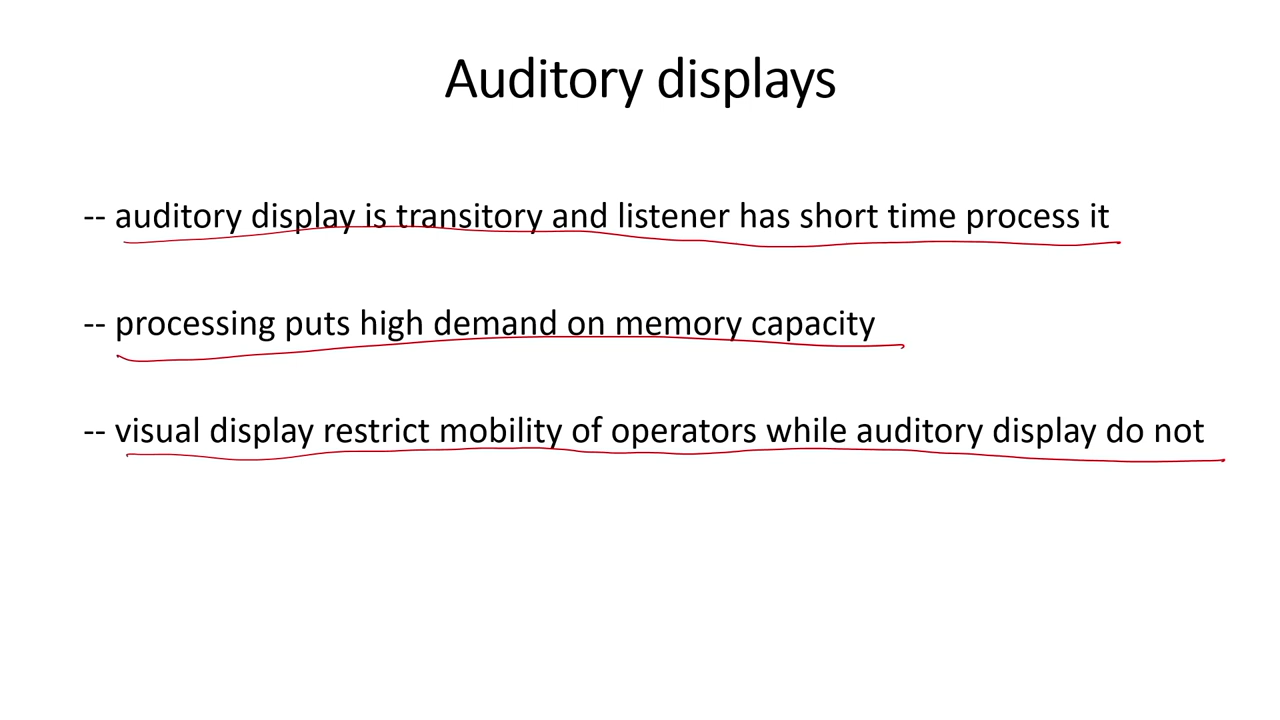 Auditory displays
-- auditory display is transitory and listener has short time process it
-- processing puts high demand on memory capacity
-- visual display restrict mobility of operators while auditory display do not